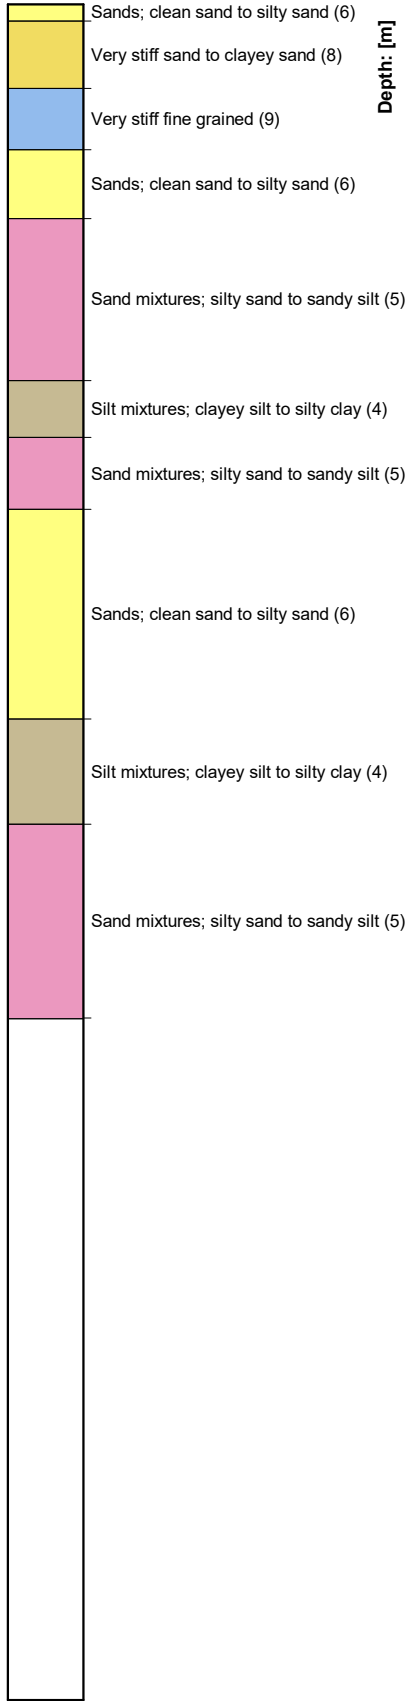 Sands; clean sand to silty sand (6)
Very stiff sand to clayey sand (8)
Depth: [m]
Very stiff fine grained (9)
Sands; clean sand to silty sand (6)
Sand mixtures; silty sand to sandy silt (5)
Silt mixtures; clayey silt to silty clay (4)
Sand mixtures; silty sand to sandy silt (5)
Sands; clean sand to silty sand (6)
Silt mixtures; clayey silt to silty clay (4)
Sand mixtures; silty sand to sandy silt (5)